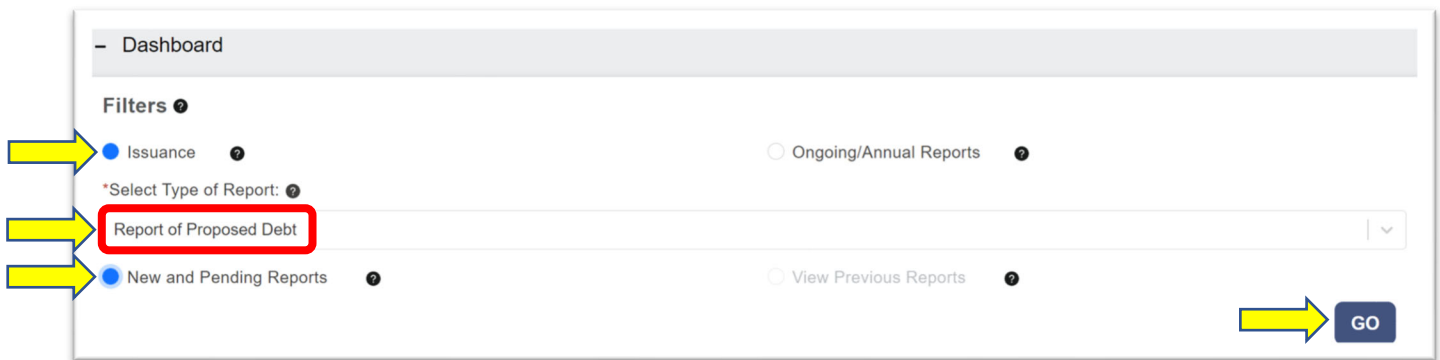 – Dashboard
Filters ?
Issuance ? Ongoing/Annual Reports ?
*Select Type of Report: ?
Report of Proposed Debt
New and Pending Reports ? View Previous Reports ?
GO